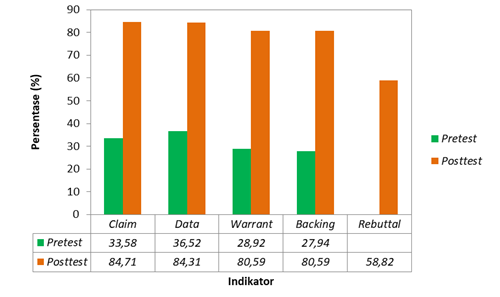 90
80
70
60
50
40
30
20
10
0
Persentase (%)
Claim Data Warrant Backing Rebuttal
Pretest 33,58 36,52 28,92 27,94
Posttest 84,71 84,31 80,59 80,59 58,82
Indikator
Pretest
Posttest